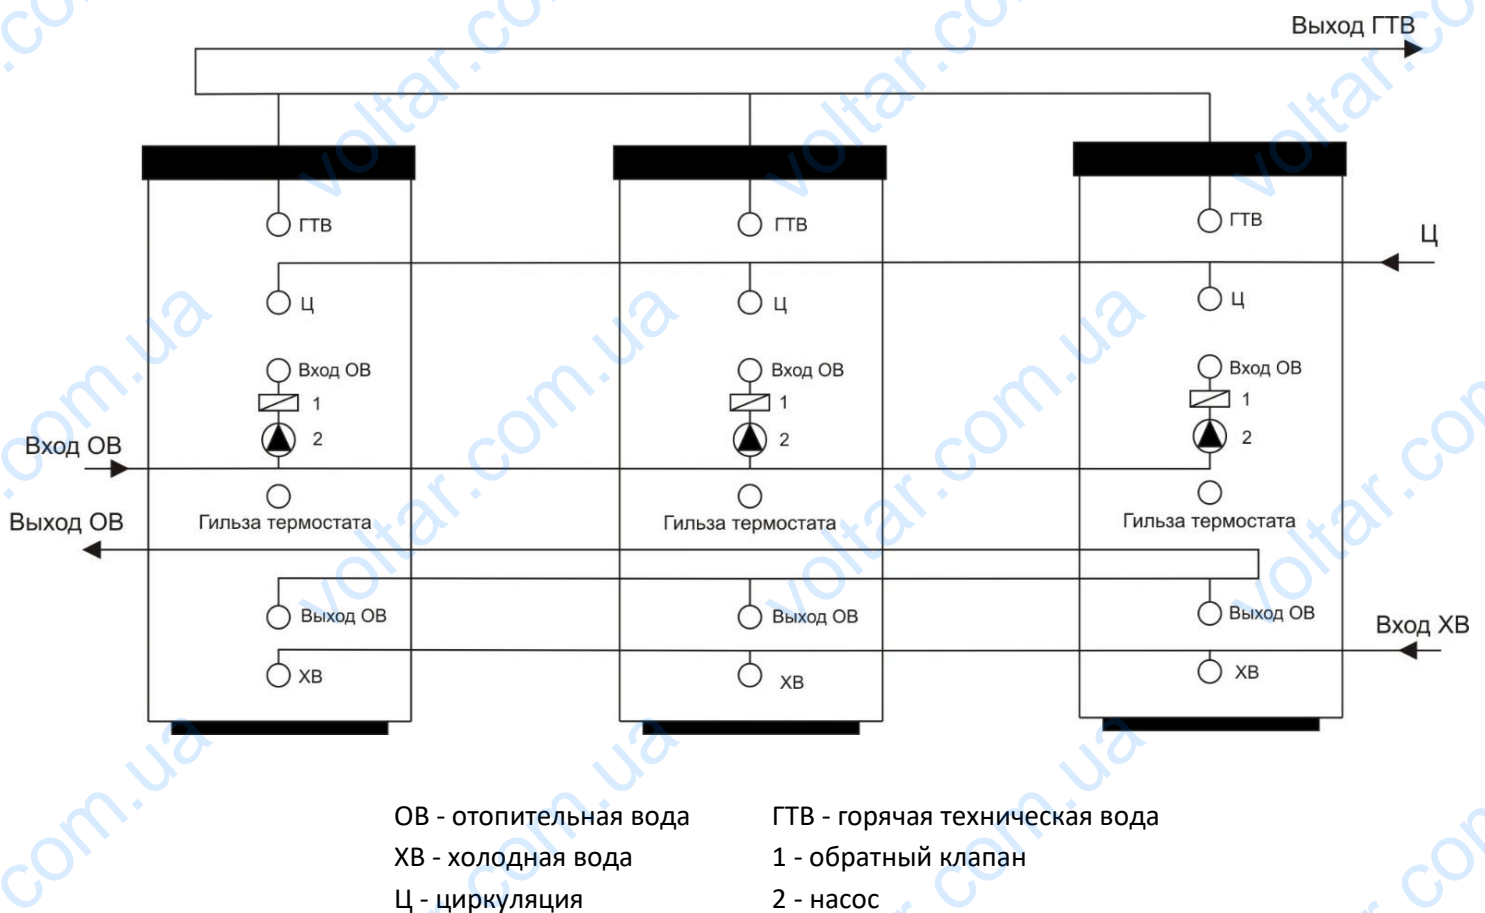 Выход ГТВ
ГТВ ГТВ ГТВ
Ц
Ц Ц Ц
Вход ОВ Вход ОВ Вход ОВ
1 1 1
2 2 2
Вход ОВ
Выход ОВ
Гильза термостата Гильза термостата Гильза термостата
Выход ОВ Выход ОВ Выход ОВ
Вход ХВ
ХВ ХВ ХВ
ОВ - отопительная вода ГТВ - горячая техническая вода
ХВ - холодная вода 1 - обратный клапан
Ц - циркуляция 2 - насос
voltar.com.ua